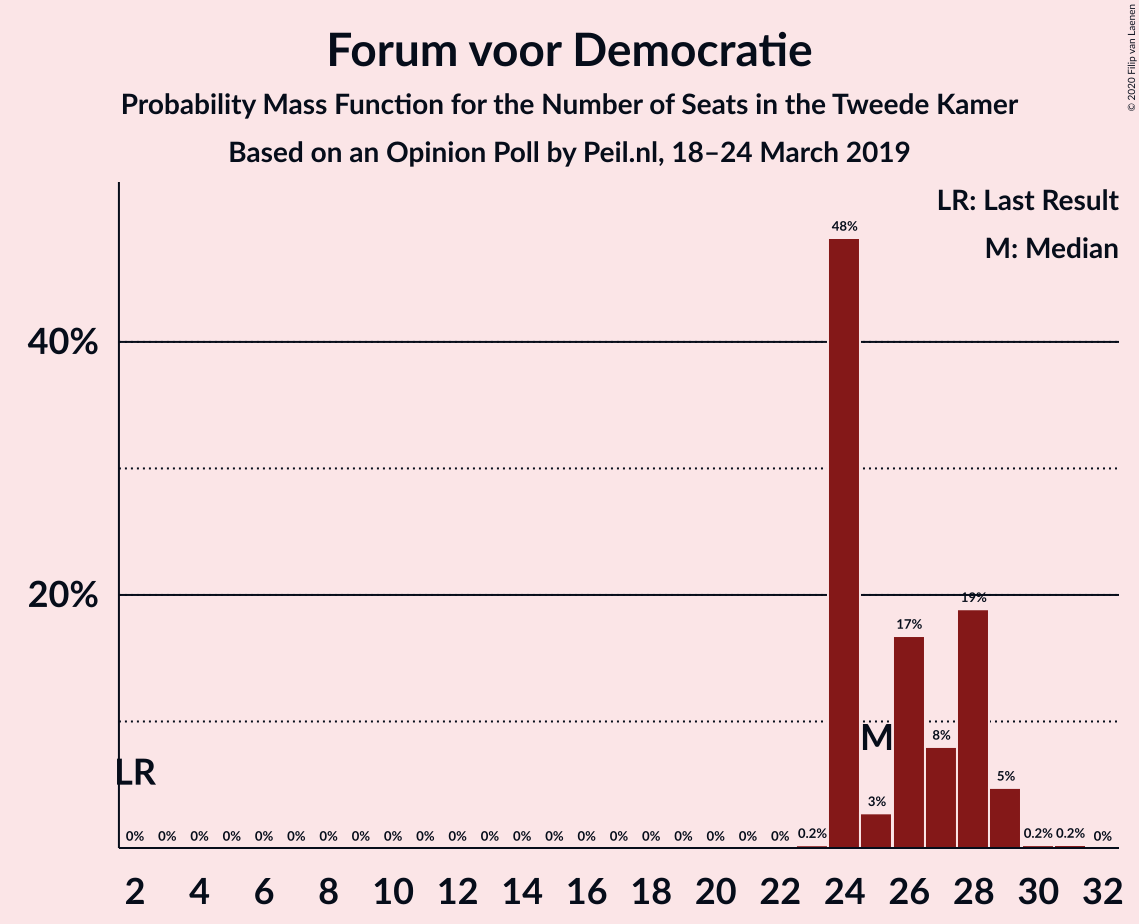 Forum voor Democratie
Probability Mass Function for the Number of Seats in the Tweede Kamer
Based on an Opinion Poll by Peil.nl, 18–24 March 2019
© 2020 Filip van Laenen
LR: Last Result
M: Median
48%
40%
20%
19%
17%
M
8%
LR
5%
3%
0% 0% 0% 0% 0% 0% 0% 0% 0% 0% 0% 0% 0% 0% 0% 0% 0% 0% 0% 0% 0% 0.2% 0.2% 0.2% 0%
2 4 6 8 10 12 14 16 18 20 22 24 26 28 30 32